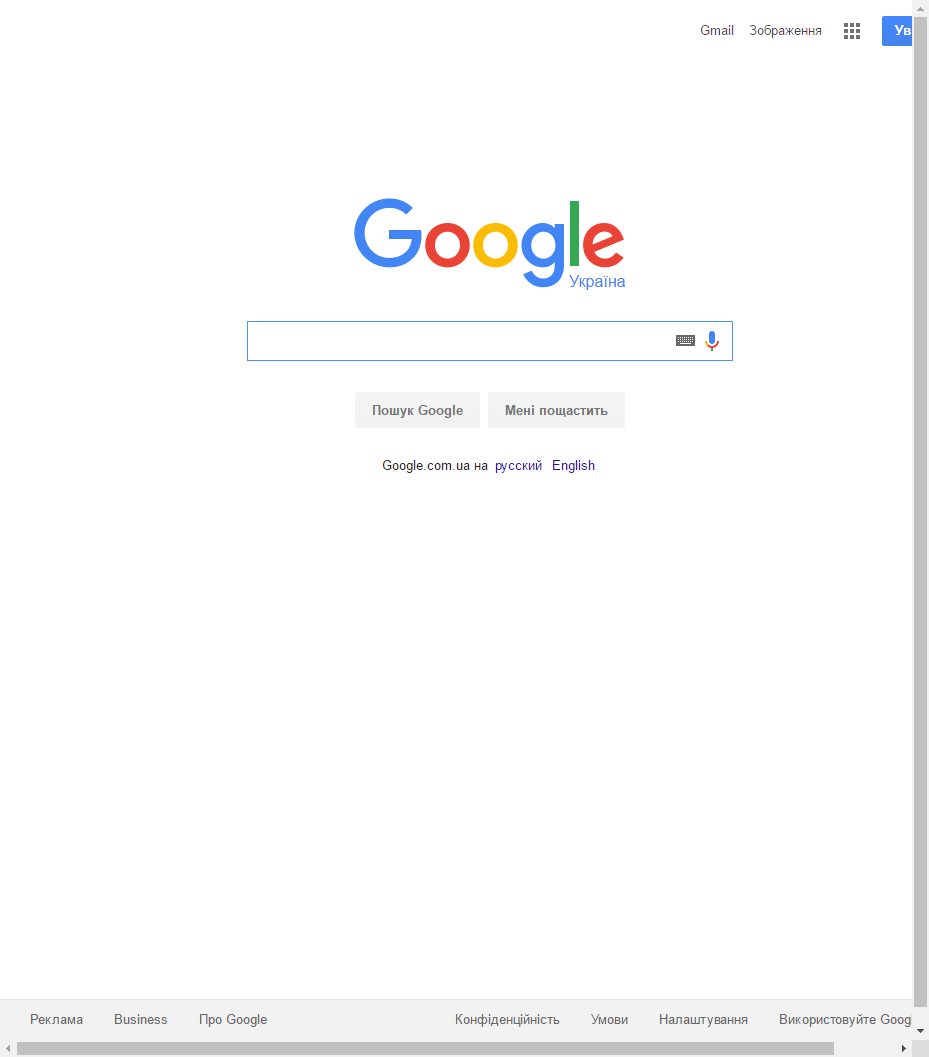 Gmail Зображення Ув
Google
Україна
Пошук Google Мені пощастить
Google.com.ua на русский English
Реклама Business Про Google Конфіденційність Умови Налаштування Використовуйте Goog